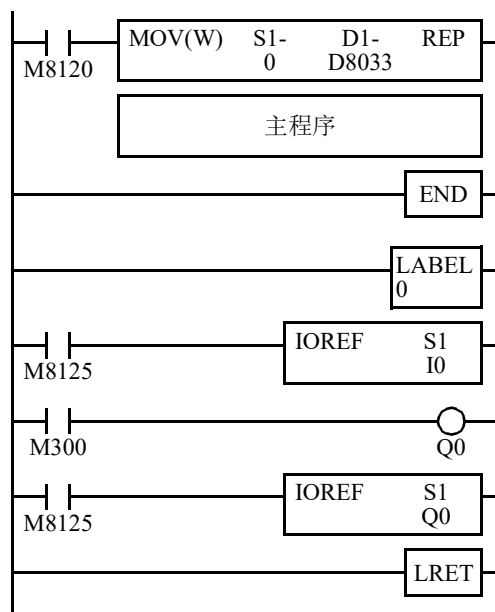 MOV(W) S1- D1- REP
M8120 0 D8033
主程序
END
LABEL
0
IOREF S1
M8125 I0
M300 Q0
IOREF S1
M8125 Q0
LRET